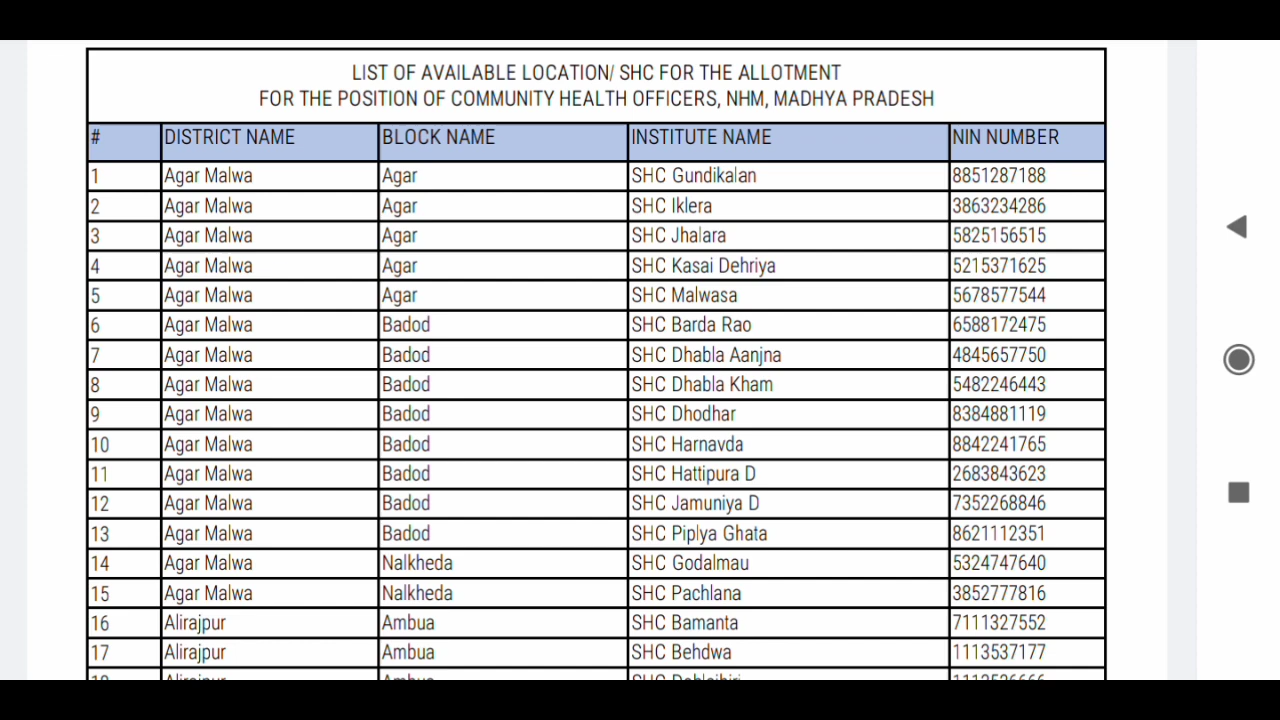 LIST OF AVAILABLE LOCATION/ SHC FOR THE ALLOTMENT
FOR THE POSITION OF COMMUNITY HEALTH OFFICERS, NHM, MADHYA PRADESH
# DISTRICT NAME BLOCK NAME INSTITUTE NAME NIN NUMBER
1 Agar Malwa Agar SHC Gundikalan 8851287188
2 Agar Malwa Agar SHC Iklera 3863234286
3 Agar Malwa Agar SHC Jhalara 5825156515
4 Agar Malwa Agar SHC Kasai Dehriya 5215371625
5 Agar Malwa Agar SHC Malwasa 5678577544
6 Agar Malwa Badod SHC Barda Rao 6588172475
7 Agar Malwa Badod SHC Dhabla Aanjna 4845657750
8 Agar Malwa Badod SHC Dhabla Kham 5482246443
9 Agar Malwa Badod SHC Dhodhar 8384881119
10 Agar Malwa Badod SHC Harnavda 8842241765
11 Agar Malwa Badod SHC Hattipura D 2683843623
12 Agar Malwa Badod SHC Jamuniya D 7352268846
13 Agar Malwa Badod SHC Piplya Ghata 8621112351
14 Agar Malwa Nalkheda SHC Godalmau 5324747640
15 Agar Malwa Nalkheda SHC Pachlana 3852777816
16 Alirajpur Ambua SHC Bamanta 7111327552
17 Alirajpur Ambua SHC Behdwa 1113537177
18 Alirajpur Ambua SHC